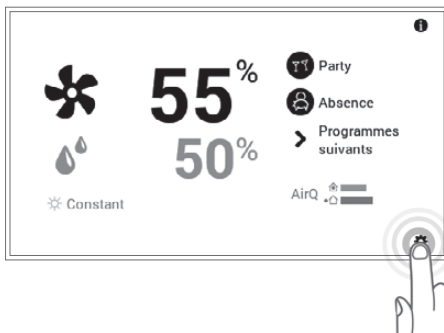 55%
50%
Constant
Party
Absence
Programmes
suivants
AirQ